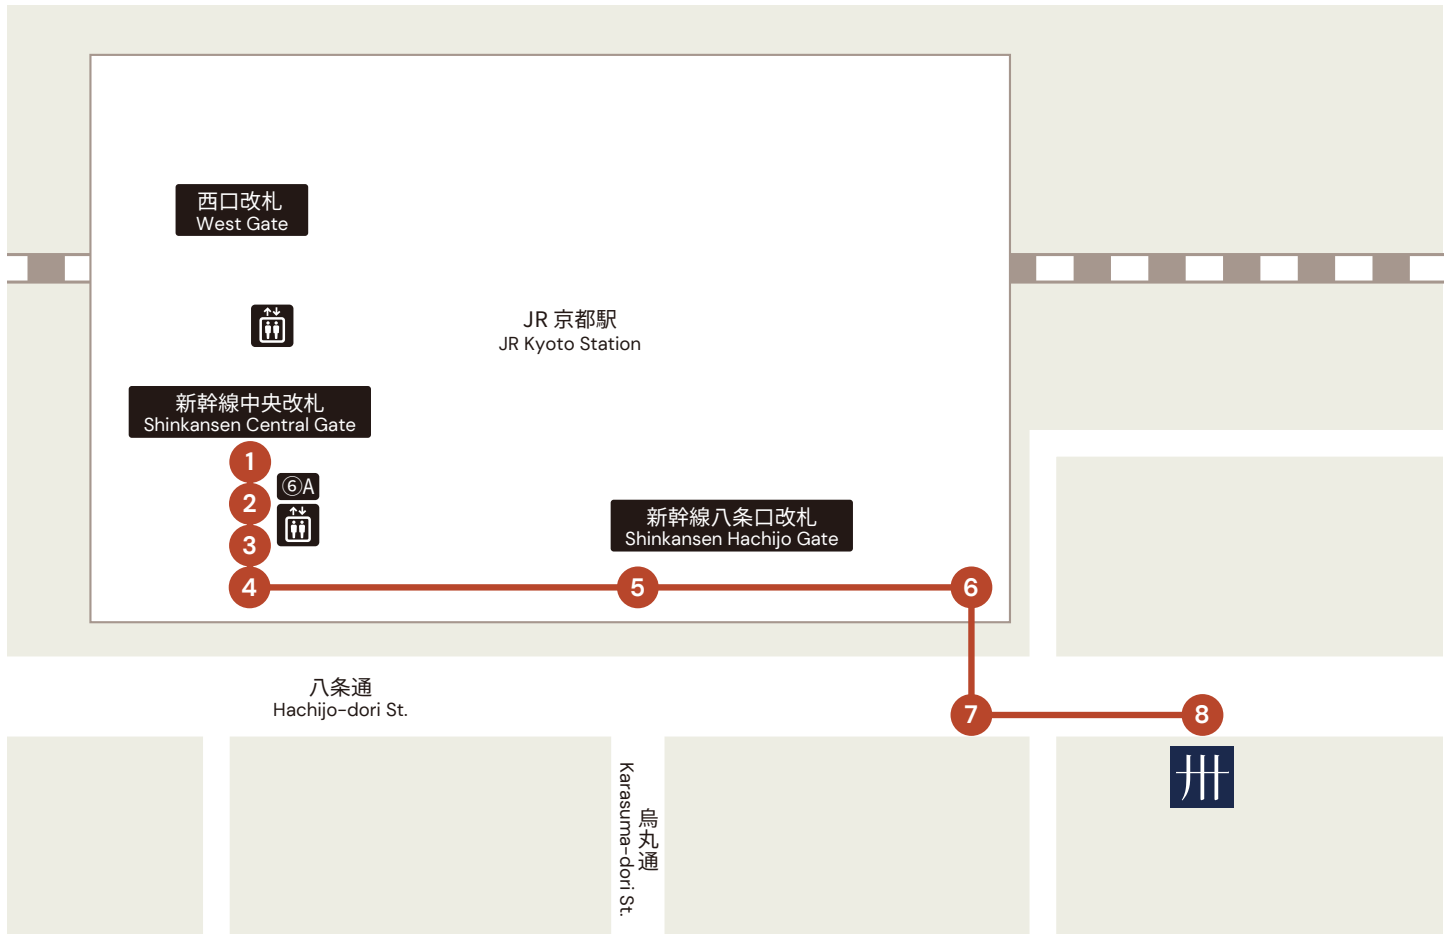 西口改札
West Gate
JR 京都駅
JR Kyoto Station
新幹線中央改札
Shinkansen Central Gate
1
⑥A
2
3
新幹線八条口改札
Shinkansen Hachijo Gate
4
5
6
八条通
Hachijo-dori St.
7
8
烏丸通
Karasuma-dori St.
卅